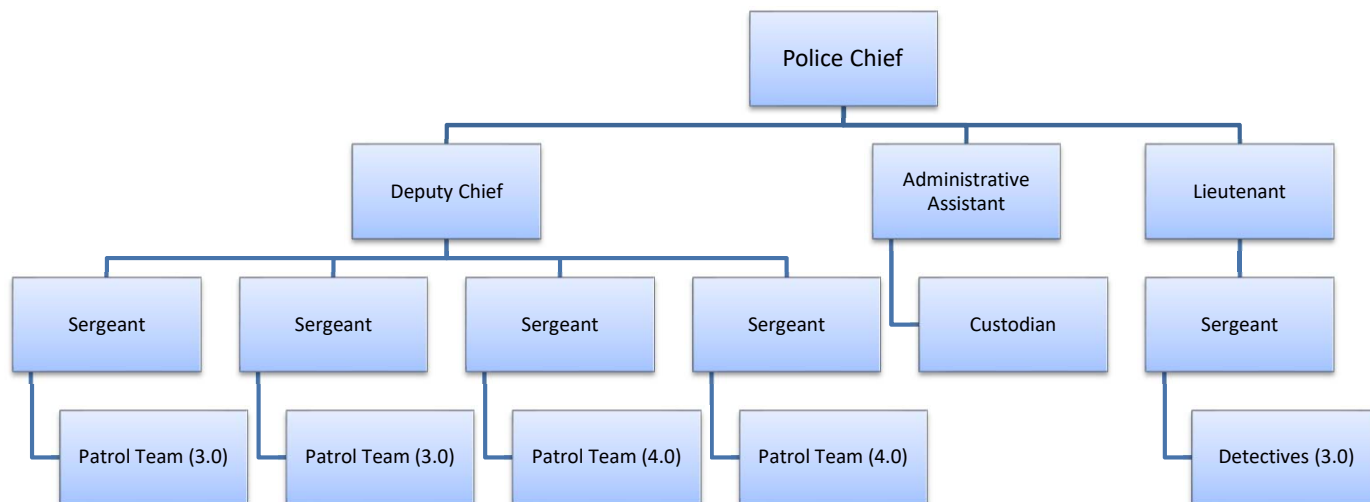 Police Chief
Deputy Chief
Administrative
Assistant
Lieutenant
Sergeant
Sergeant
Sergeant
Sergeant
Custodian
Sergeant
Patrol Team (3.0)
Patrol Team (3.0)
Patrol Team (4.0)
Patrol Team (4.0)
Detectives (3.0)